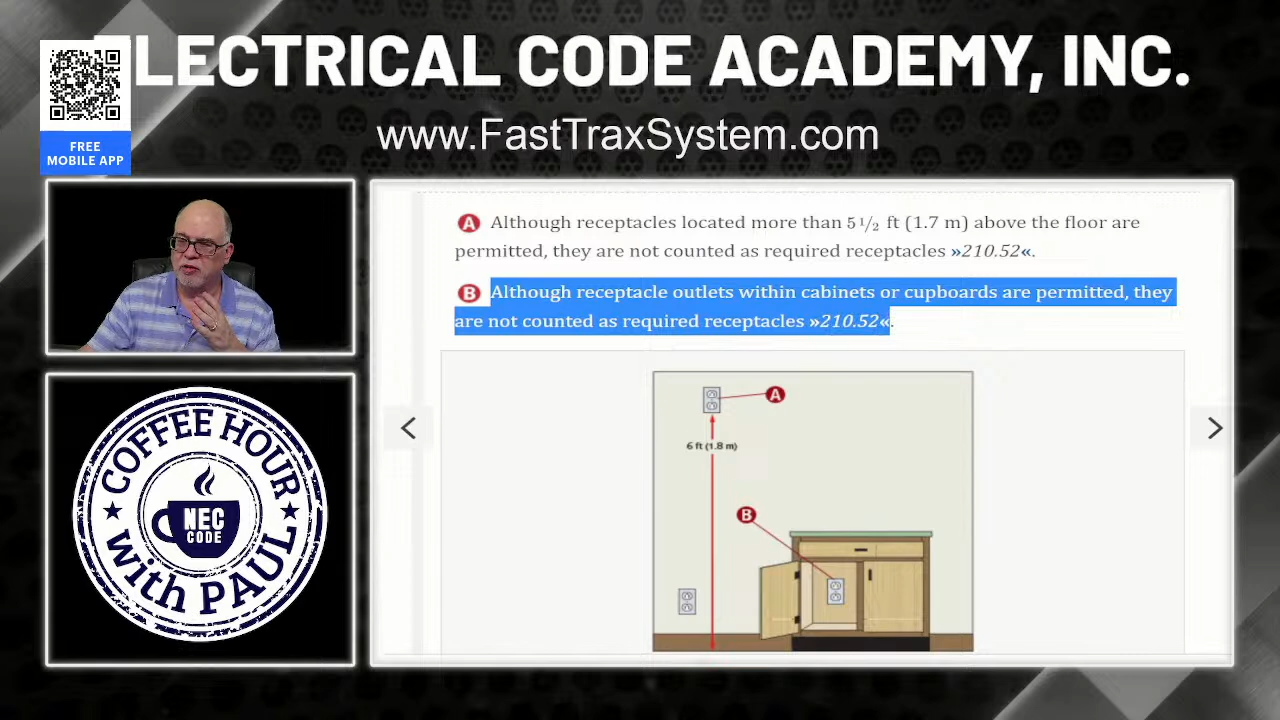 ELECTRICAL CODE ACADEMY, INC.
www.FastTraxSystem.com
FREE
MOBILE APP
A Although receptacles located more than 5 1/2 ft (1.7 m) above the floor are
permitted, they are not counted as required receptacles »210.52«.
B Although receptacle outlets within cabinets or cupboards are permitted, they
are not counted as required receptacles »210.52«.
A
6 ft (1.8 m)
B
COFFEE HOUR
NEC
CODE
with PAUL